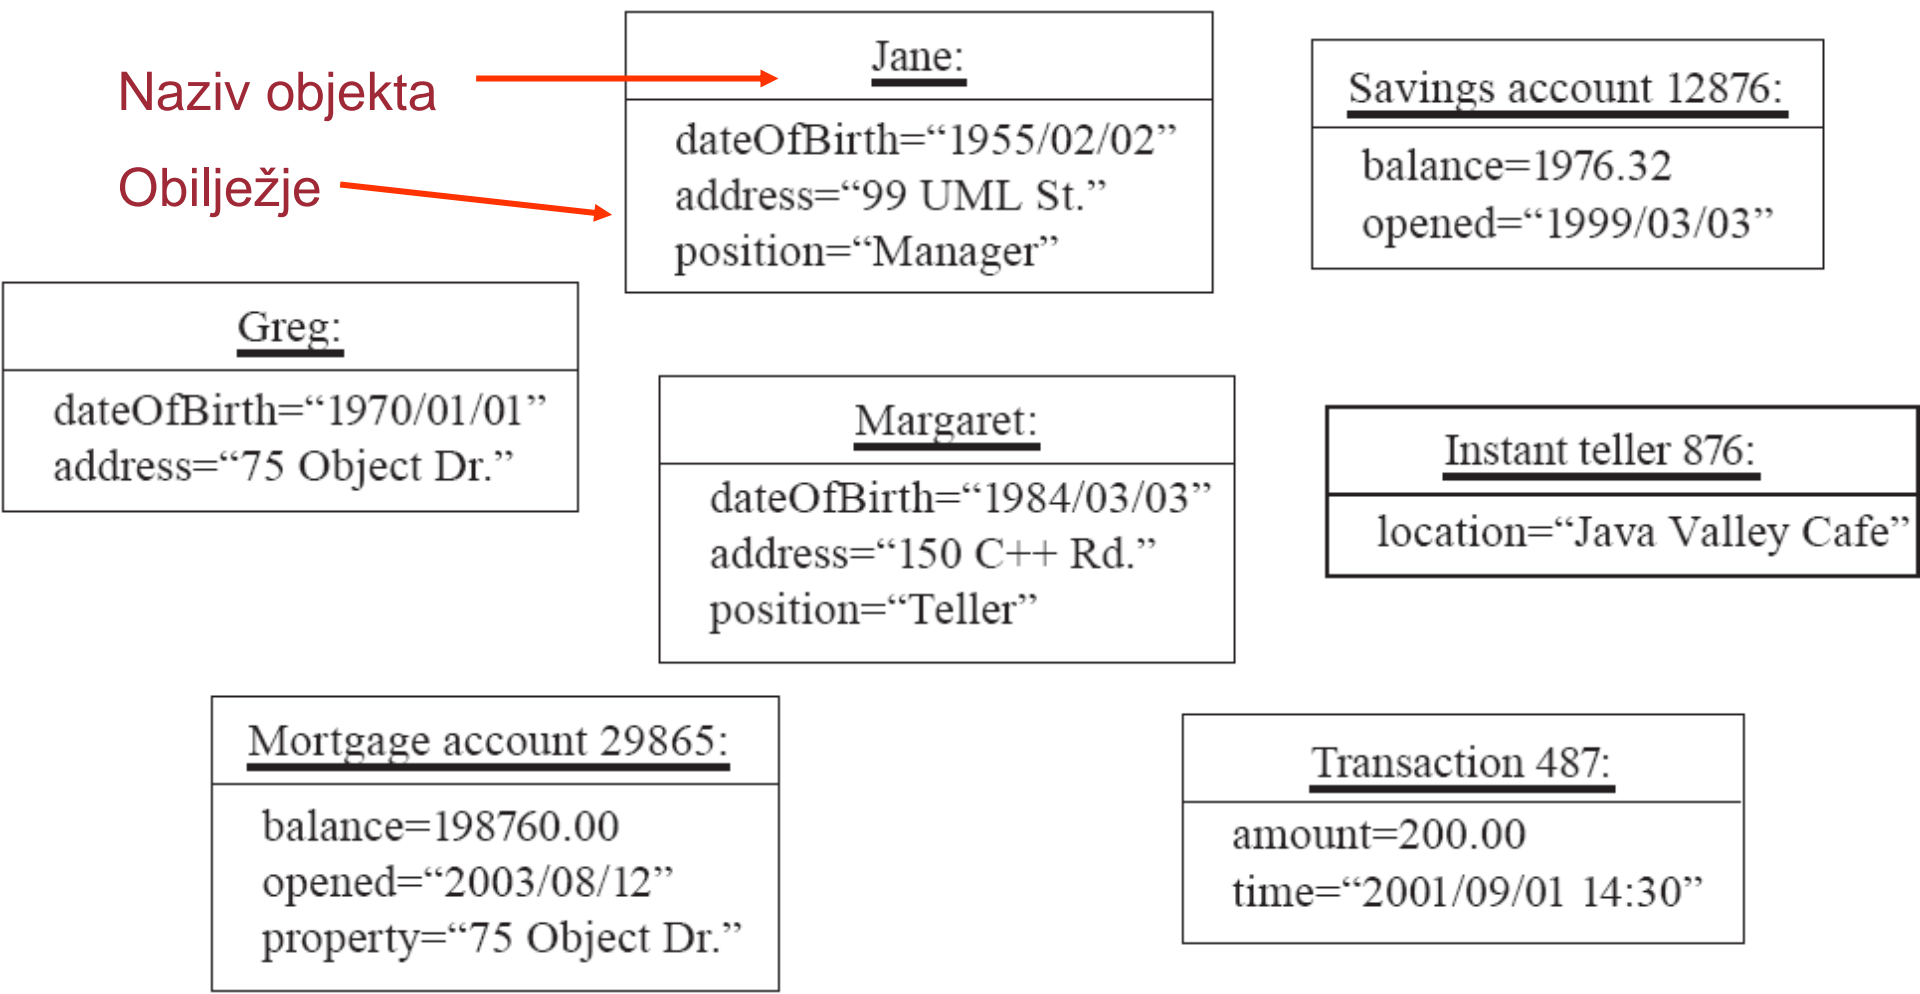 Naziv objekta
Obilježje
Jane:
dateOfBirth=“1955/02/02”
address=“99 UML St.”
position=“Manager”
Savings account 12876:
balance=1976.32
opened=“1999/03/03”
Greg:
dateOfBirth=“1970/01/01”
address=“75 Object Dr.”
Margaret:
dateOfBirth=“1984/03/03”
address=“150 C++ Rd.”
position=“Teller”
Instant teller 876:
location=“Java Valley Cafe”
Mortgage account 29865:
balance=198760.00
opened=“2003/08/12”
property=“75 Object Dr.”
Transaction 487:
amount=200.00
time=“2001/09/01 14:30”